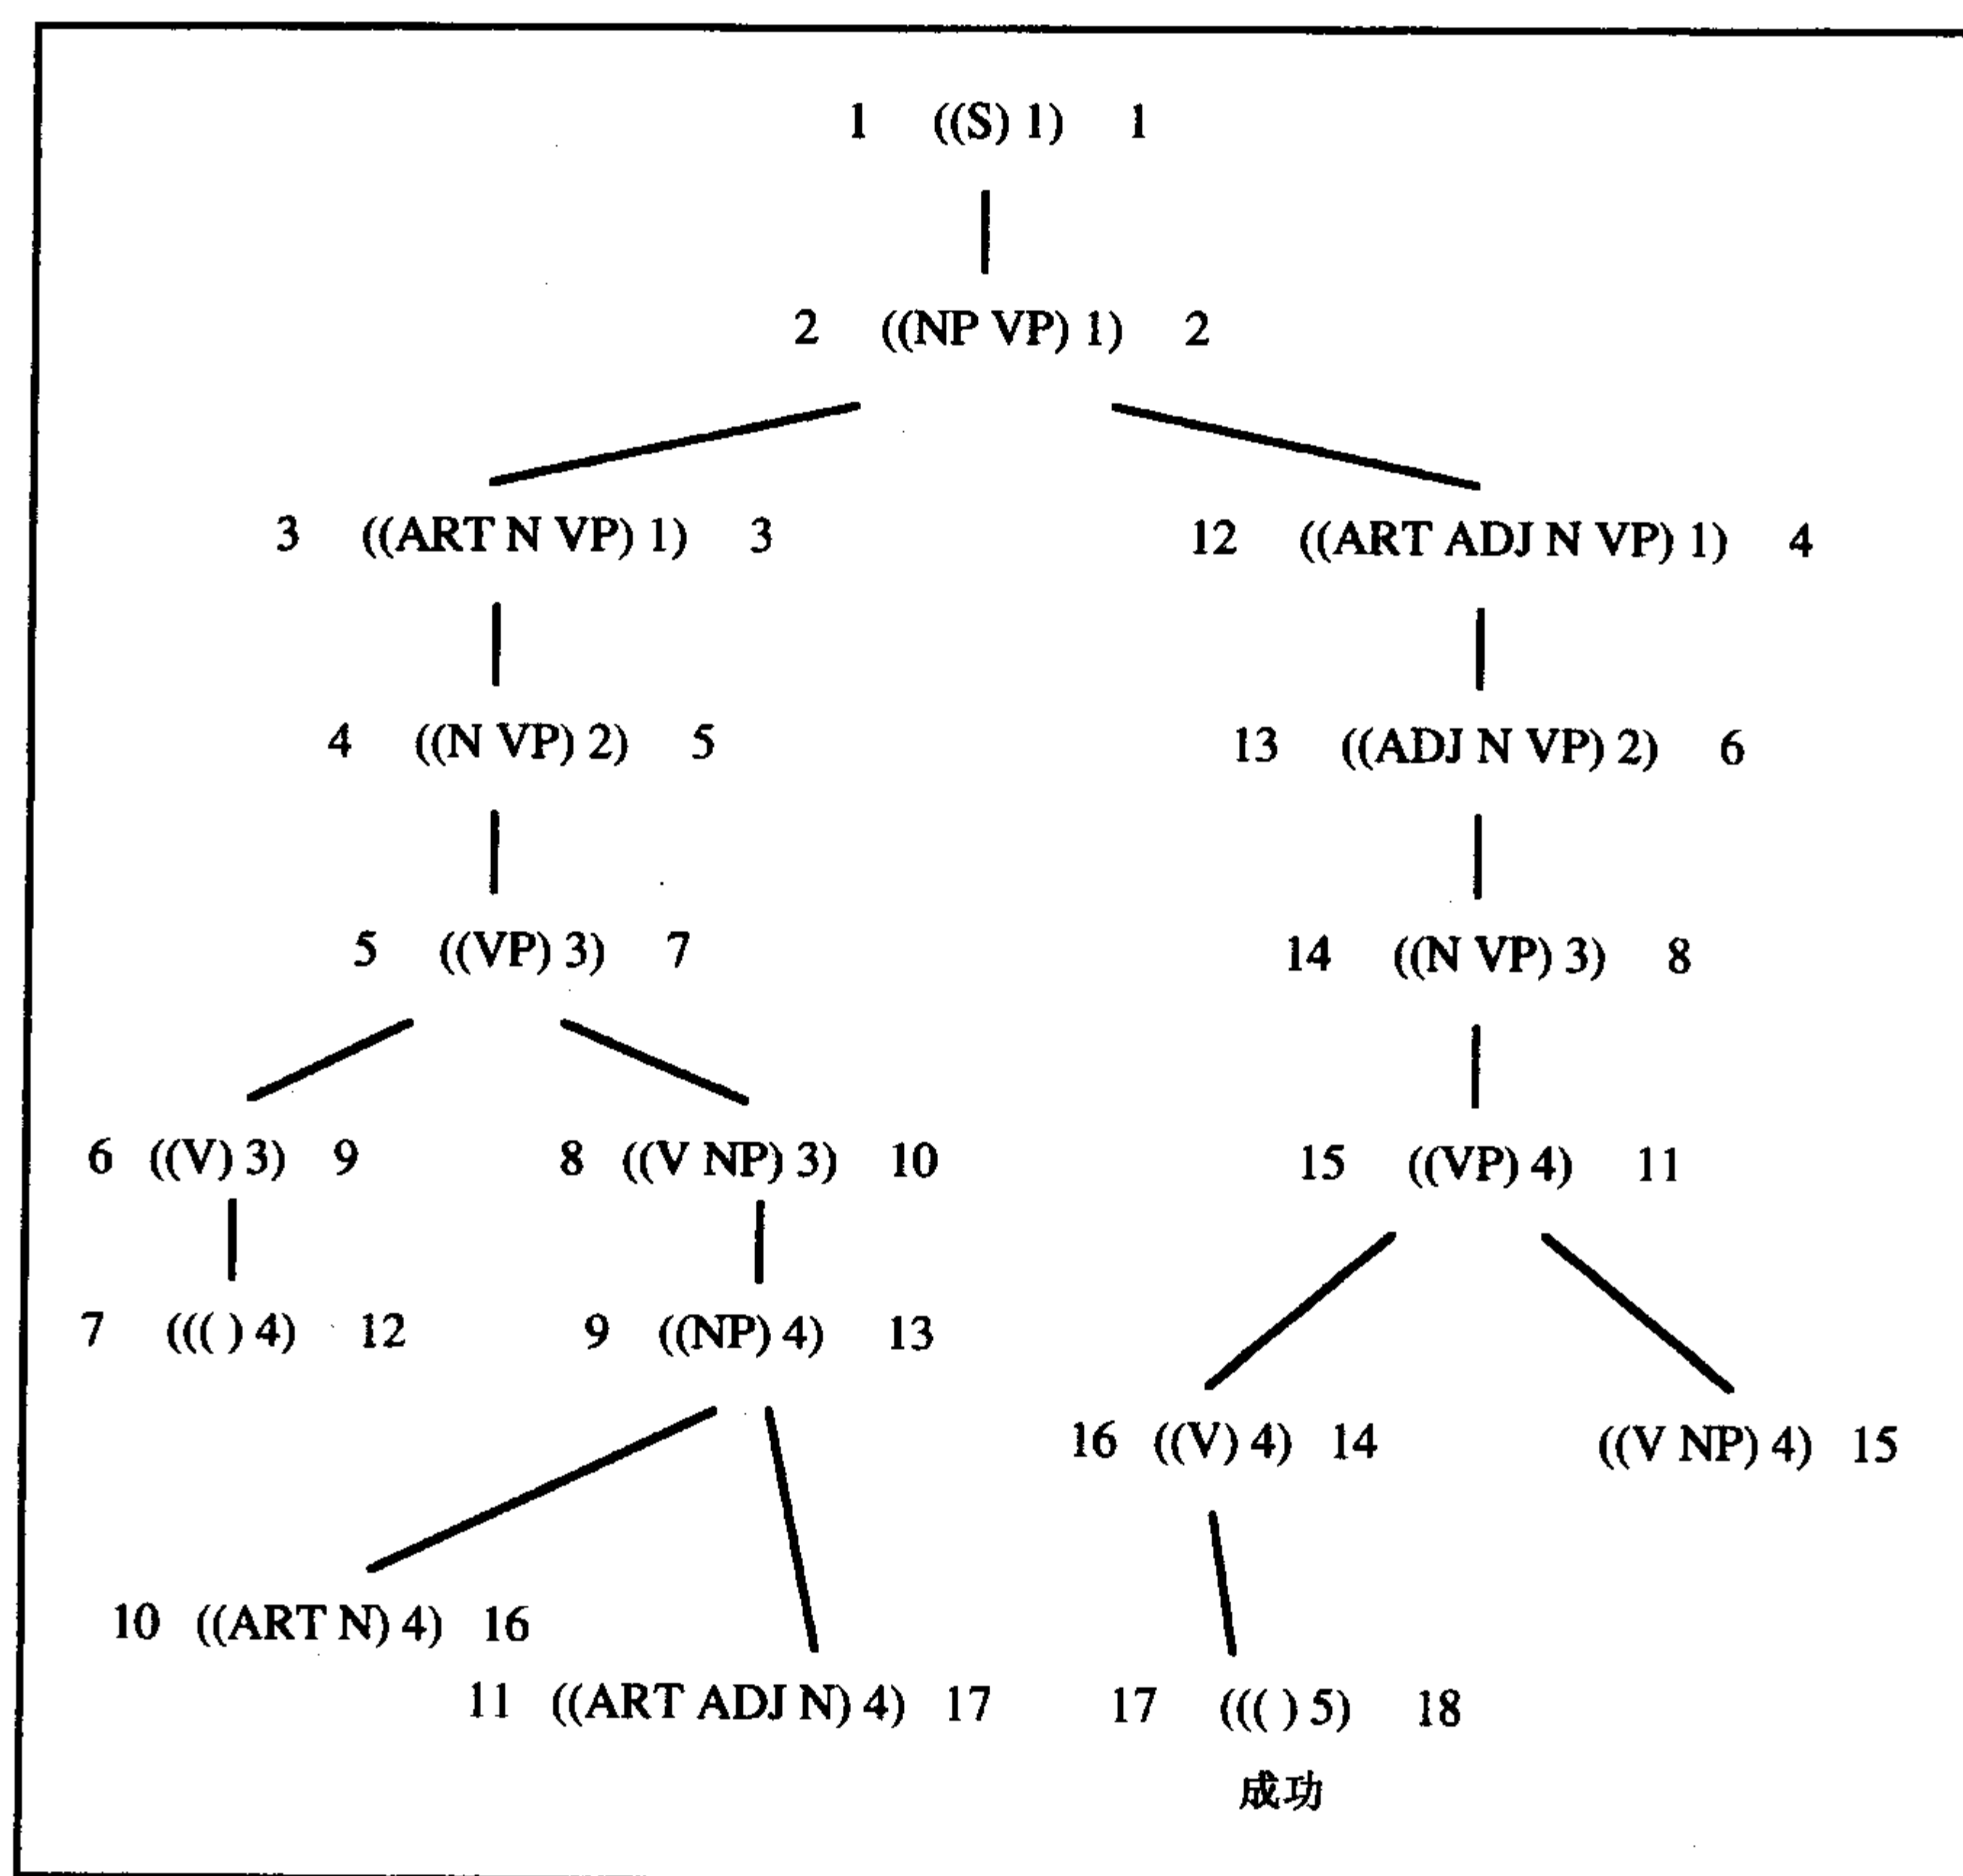 1 ((S) 1) 1
2 ((NP VP) 1) 2
3 ((ART N VP) 1) 3 12 ((ART ADJ N VP) 1) 4
4 ((N VP) 2) 5 13 ((ADJ N VP) 2) 6
5 ((VP) 3) 7 14 ((N VP) 3) 8
6 ((V) 3) 9 8 ((V NP) 3) 10 15 ((VP) 4) 11
7 ((( ) 4) 12 9 ((NP) 4) 13
16 ((V) 4) 14 ((V NP) 4) 15
10 ((ART N) 4) 16
11 ((ART ADJ N) 4) 17 17 ((( ) 5) 18
成功